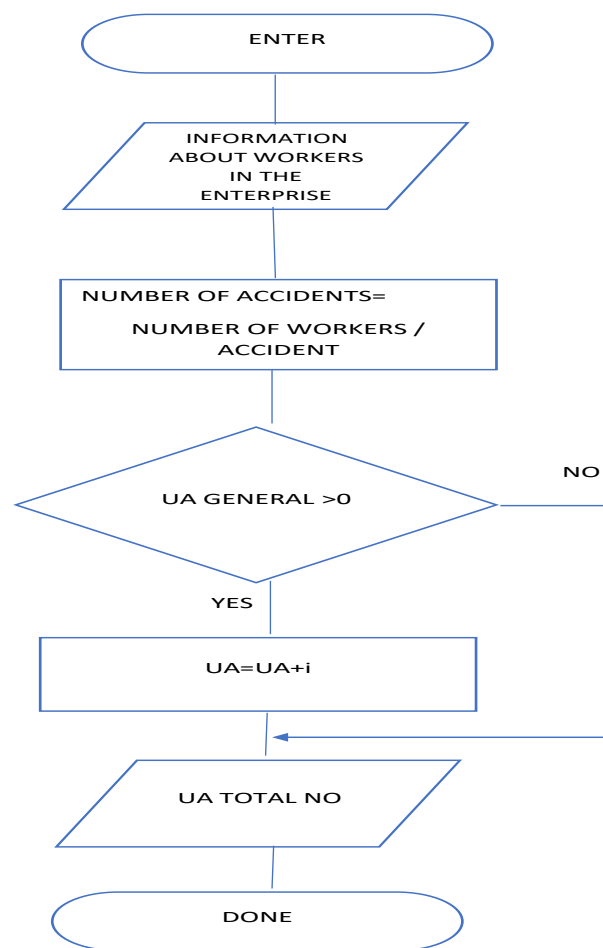 ENTER
INFORMATION
ABOUT WORKERS
IN THE
ENTERPRISE
NUMBER OF ACCIDENTS=
NUMBER OF WORKERS /
ACCIDENT
UA GENERAL >0
NO
YES
UA=UA+i
UA TOTAL NO
DONE